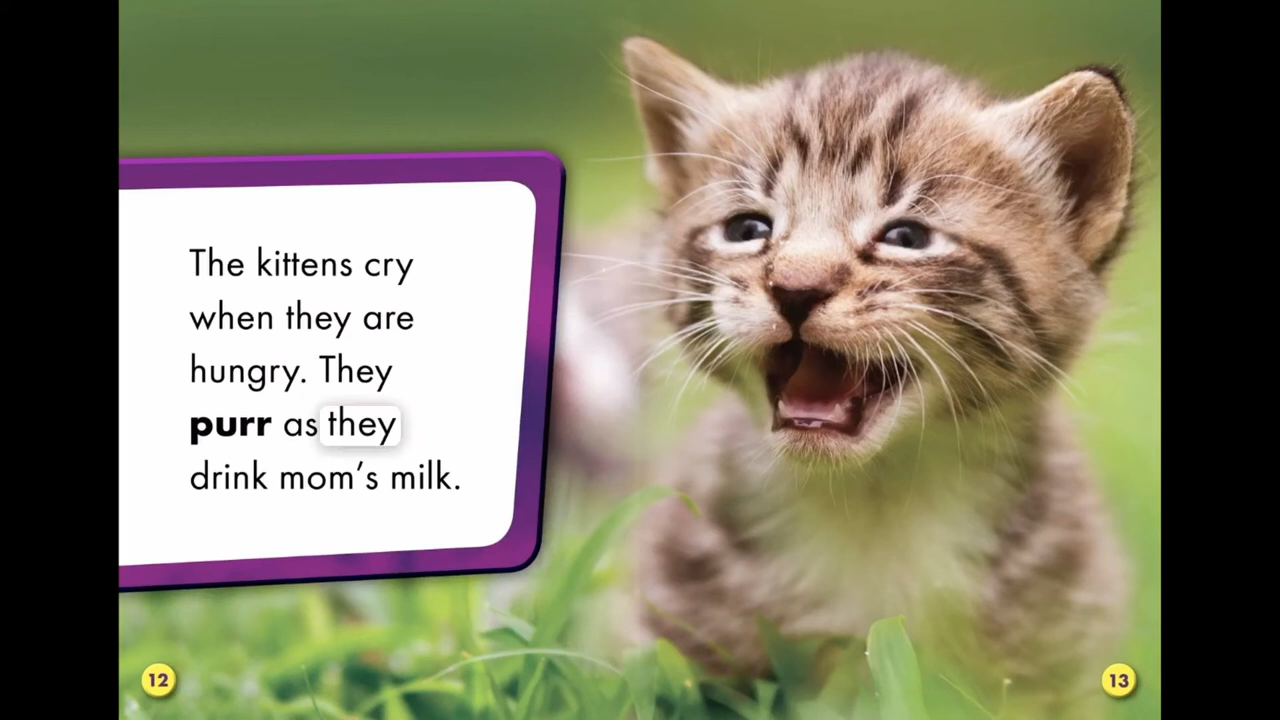 The kittens cry
when they are
hungry. They
purr as they
drink mom's milk.
12
13